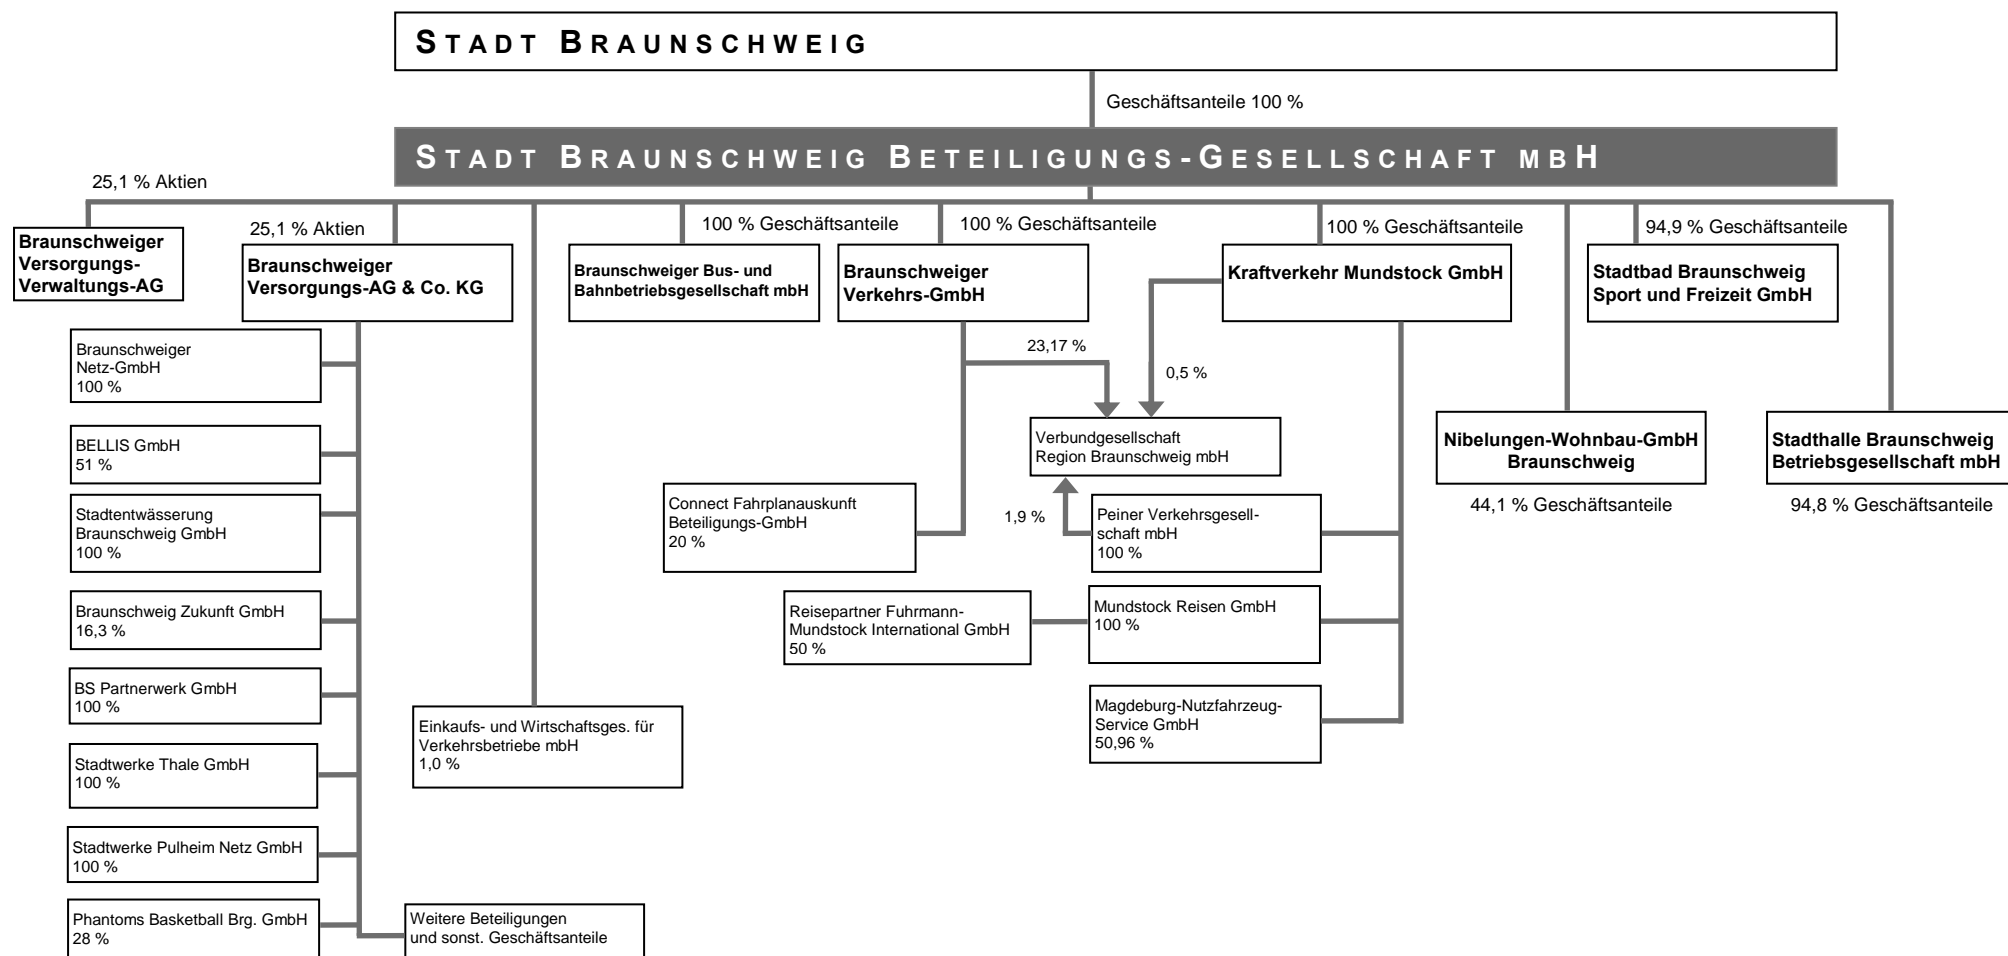 STADT BRAUNSCHWEIG
Geschäftsanteile 100 %
STADT BRAUNSCHWEIG BETEILIGUNGS-GESELLSCHAFT MBH
25,1 % Aktien
Braunschweiger
Versorgungs-
Verwaltungs-AG
25,1 % Aktien
Braunschweiger
Versorgungs-AG & Co. KG
100 % Geschäftsanteile
Braunschweiger Bus- und
Bahnbetriebsgesellschaft mbH
100 % Geschäftsanteile
Braunschweiger
Verkehrs-GmbH
100 % Geschäftsanteile
Kraftverkehr Mundstock GmbH
94,9 % Geschäftsanteile
Stadtbad Braunschweig
Sport und Freizeit GmbH
Braunschweiger
Netz-GmbH
100 %
23,17 %
0,5 %
BELLIS GmbH
51 %
Verbundgesellschaft
Region Braunschweig mbH
Nibelungen-Wohnbau-GmbH
Braunschweig
44,1 % Geschäftsanteile
Stadthalle Braunschweig
Betriebsgesellschaft mbH
94,8 % Geschäftsanteile
Stadtentwässerung
Braunschweig GmbH
100 %
Connect Fahrplanauskunft
Beteiligungs-GmbH
20 %
1,9 %
Peiner Verkehrsgesell-
schaft mbH
100 %
Braunschweig Zukunft GmbH
16,3 %
Reisepartner Fuhrmann-
Mundstock International GmbH
50 %
Mundstock Reisen GmbH
100 %
BS Partnerwerk GmbH
100 %
Einkaufs- und Wirtschaftsges. für
Verkehrsbetriebe mbH
1,0 %
Magdeburg-Nutzfahrzeug-
Service GmbH
50,96 %
Stadtwerke Thale GmbH
100 %
Stadtwerke Pulheim Netz GmbH
100 %
Phantoms Basketball Brg. GmbH
28 %
Weitere Beteiligungen
und sonst. Geschäftsanteile